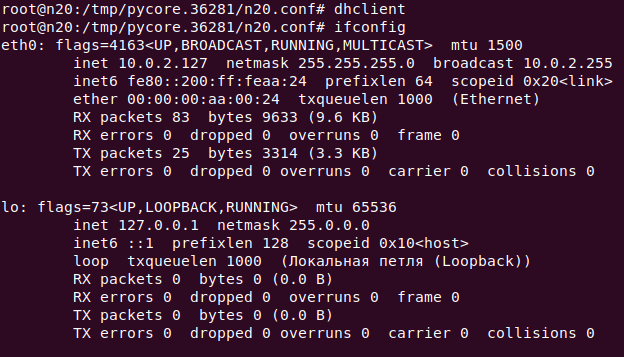 root@n20:/tmp/pycore.36281/n20.conf# dhclient
root@n20:/tmp/pycore.36281/n20.conf# ifconfig
eth0: flags=4163<UP,BROADCAST,RUNNING,MULTICAST>  mtu 1500
        inet 10.0.2.127  netmask 255.255.255.0  broadcast 10.0.2.255
        inet6 fe80::200:ff:feaa:24  prefixlen 64  scopeid 0x20<link>
        ether 00:00:00:aa:00:24  txqueuelen 1000  (Ethernet)
        RX packets 83  bytes 9633 (9.6 KB)
        RX errors 0  dropped 0  overruns 0  frame 0
        TX packets 25  bytes 3314 (3.3 KB)
        TX errors 0  dropped 0 overruns 0  carrier 0  collisions 0

lo: flags=73<UP,LOOPBACK,RUNNING>  mtu 65536
        inet 127.0.0.1  netmask 255.0.0.0
        inet6 ::1  prefixlen 128  scopeid 0x10<host>
        loop  txqueuelen 1000  (Локальная петля (Loopback))
        RX packets 0  bytes 0 (0.0 B)
        RX errors 0  dropped 0  overruns 0  frame 0
        TX packets 0  bytes 0 (0.0 B)
        TX errors 0  dropped 0 overruns 0  carrier 0  collisions 0